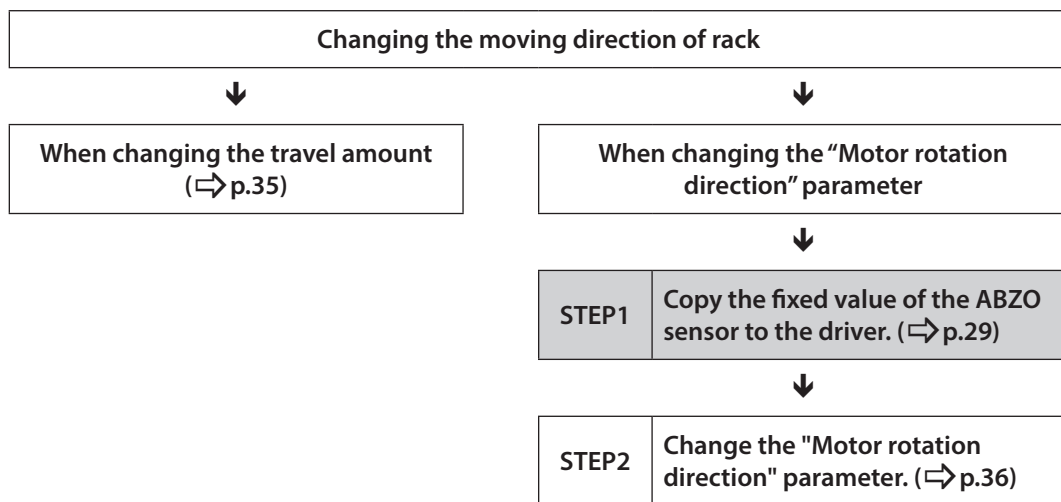 Changing the moving direction of rack
When changing the travel amount
(⇨ p.35)
When changing the “Motor rotation
direction” parameter
STEP1
Copy the fixed value of the ABZO
sensor to the driver. (⇨ p.29)
STEP2
Change the "Motor rotation
direction" parameter. (⇨ p.36)